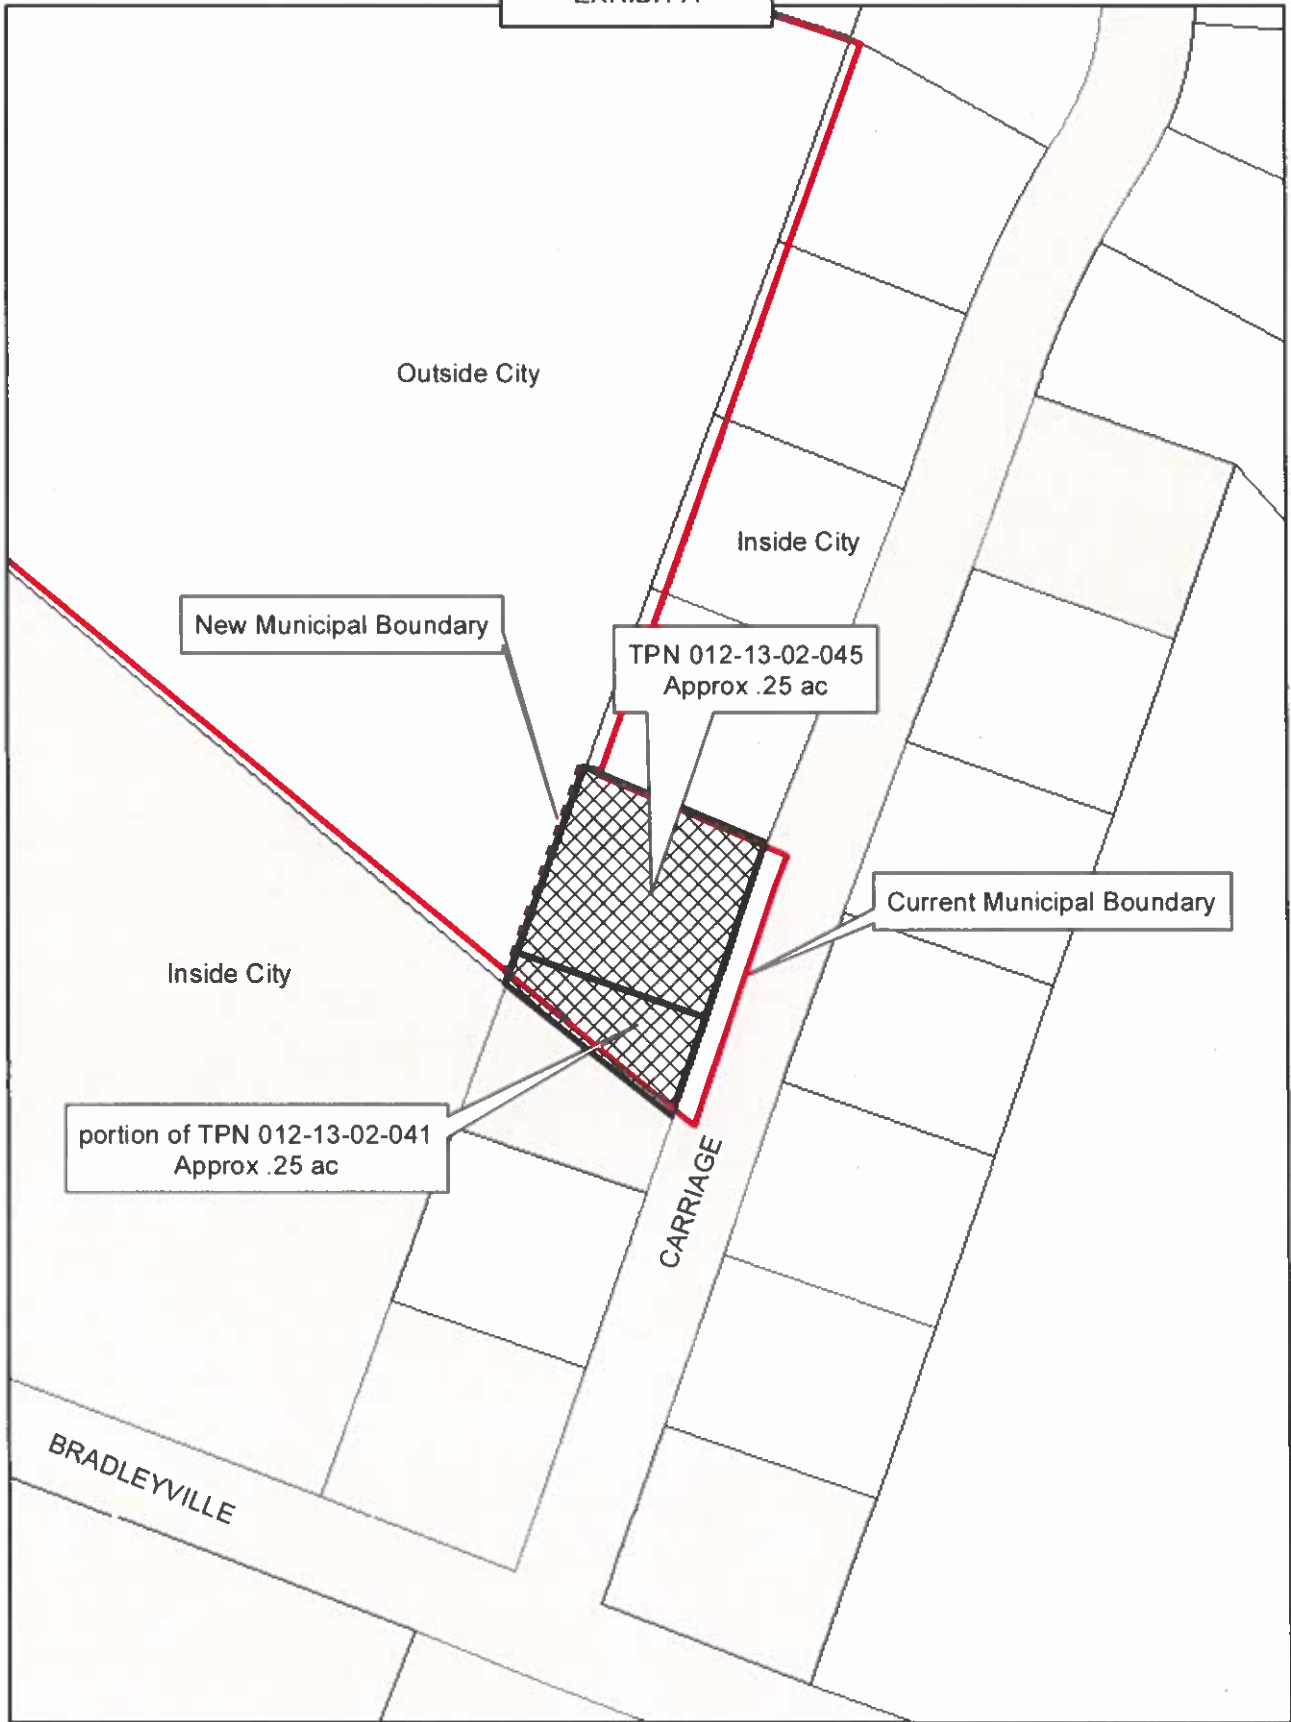 EXHIBIT A
Outside City
Inside City
New Municipal Boundary
TPN 012-13-02-045
Approx .25 ac
Current Municipal Boundary
Inside City
portion of TPN 012-13-02-041
Approx .25 ac
CARRIAGE
BRADLEYVILLE